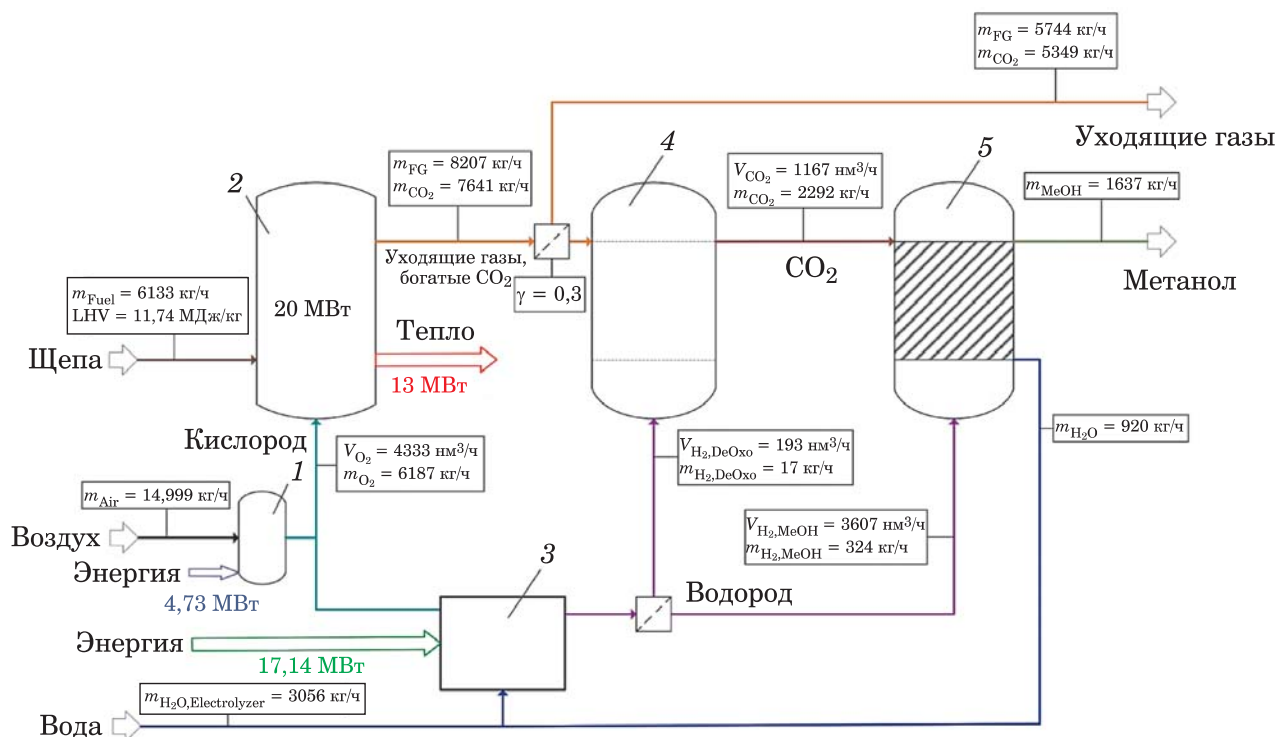 m_FG = 5744 кг/ч
m_CO₂ = 5349 кг/ч
Уходящие газы
4
5
m_FG = 8207 кг/ч
m_CO₂ = 7641 кг/ч
V_CO₂ = 1167 нм³/ч
m_CO₂ = 2292 кг/ч
m_MeOH = 1637 кг/ч
2
Уходящие газы,
богатые CO₂
CO₂
Метанол
γ = 0,3
m_Fuel = 6133 кг/ч
LHV = 11,74 МДж/кг
20 МВт
Щепа
Тепло
13 МВт
Кислород
V_O₂ = 4333 нм³/ч
m_O₂ = 6187 кг/ч
V_H₂,DeOxo = 193 нм³/ч
m_H₂,DeOxo = 17 кг/ч
m_H₂O = 920 кг/ч
1
m_Air = 14,999 кг/ч
Воздух
V_H₂,MeOH = 3607 нм³/ч
m_H₂,MeOH = 324 кг/ч
Энергия
4,73 МВт
3
Водород
Энергия
17,14 МВт
m_H₂O,Electrolyzer = 3056 кг/ч
Вода